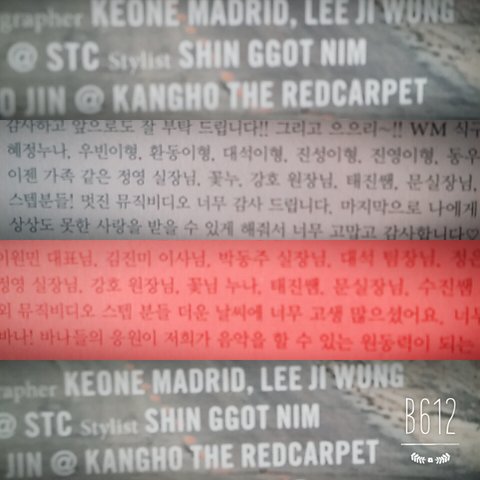 grapher KEONE MADRID, LEE JI WUNG
@ STC Stylist SHIN GGOT NIM
O JIN @ KANGHO THE REDCARPET
감사하고 앞으로도 잘 부탁 드립니다!! 그리고 으으리~!! WM 식구
혜정누나, 우빈이형, 환동이형, 대석이형, 진성이형, 진영이형, 동우
이젠 가족 같은 정영 실장님, 꽃누, 강호 원장님, 태진쌤, 문실장님,
스텝분들! 멋진 뮤직비디오 너무 감사 드립니다. 마지막으로 나에게
상상도 못한 사랑을 받을 수 있게 해줘서 너무 고맙고 감사합니다♡
이원민 대표님, 김진미 이사님, 박동주 실장님, 대석 팀장님, 정은
정영 실장님, 강호 원장님, 꽃님 누나, 태진쌤, 문실장님, 수진쌤
외 뮤직비디오 스텝 분들 더운 날씨에 너무 고생 많으셨어요. 너무
바나! 바나들의 응원이 저희가 음악을 할 수 있는 원동력이 되는
grapher KEONE MADRID, LEE JI WUNG
@ STC Stylist SHIN GGOT NIM
JIN @ KANGHO THE REDCARPET
B612